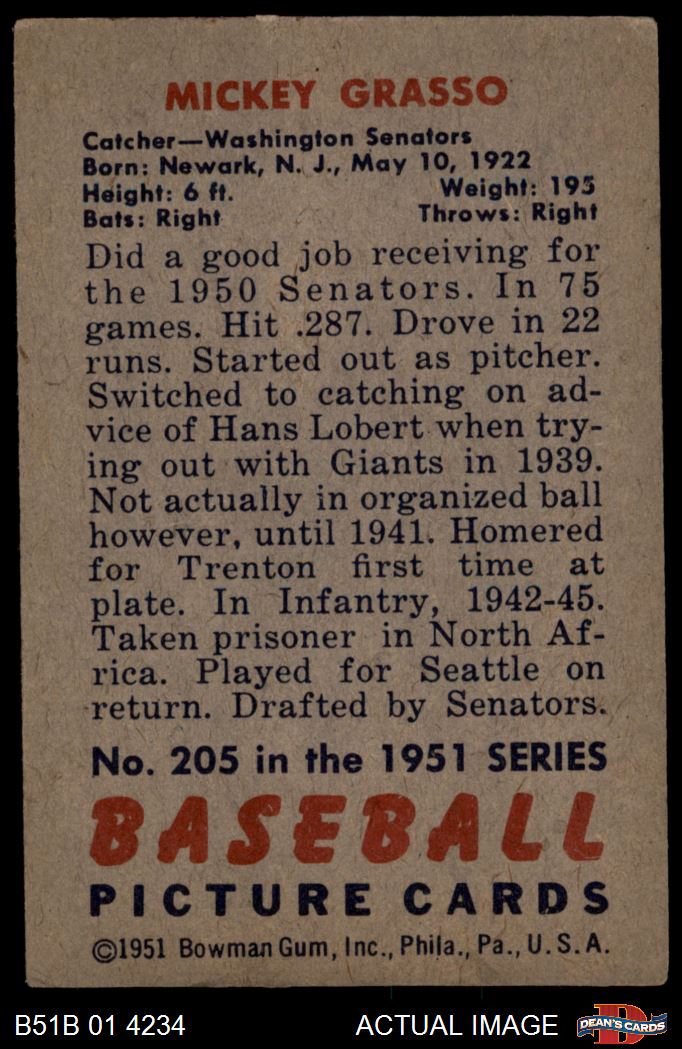 MICKEY GRASSO
Catcher—Washington Senators
Born: Newark, N. J., May 10, 1922
Height: 6 ft. Weight: 195
Bats: Right Throws: Right
Did a good job receiving for
the 1950 Senators. In 75
games. Hit .287. Drove in 22
runs. Started out as pitcher.
Switched to catching on ad-
vice of Hans Lobert when try-
ing out with Giants in 1939.
Not actually in organized ball
however, until 1941. Homered
for Trenton first time at
plate. In Infantry, 1942-45.
Taken prisoner in North Af-
rica. Played for Seattle on
return. Drafted by Senators.
No. 205 in the 1951 SERIES
BASEBALL
PICTURE CARDS
©1951 Bowman Gum, Inc., Phila., Pa., U. S. A.
B51B 01 4234 ACTUAL IMAGE DEAN'S CARDS